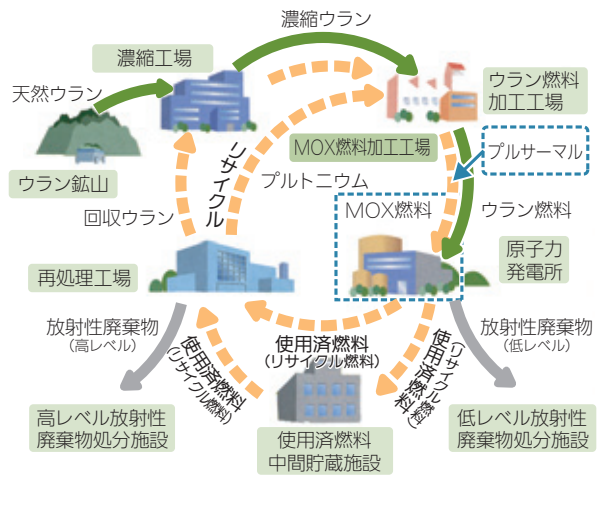 濃縮ウラン
濃縮工場
天然ウラン
ウラン燃料
加工工場
MOX燃料加工工場
プルサーマル
リサイクル
ウラン鉱山
プルトニウム
回収ウラン
MOX燃料
ウラン燃料
原子力
発電所
再処理工場
放射性廃棄物
(高レベル)
使用済燃料
(リサイクル燃料)
使用済燃料
(リサイクル燃料)
使用済燃料
(リサイクル燃料)
放射性廃棄物
(低レベル)
高レベル放射性
廃棄物処分施設
使用済燃料
中間貯蔵施設
低レベル放射性
廃棄物処分施設